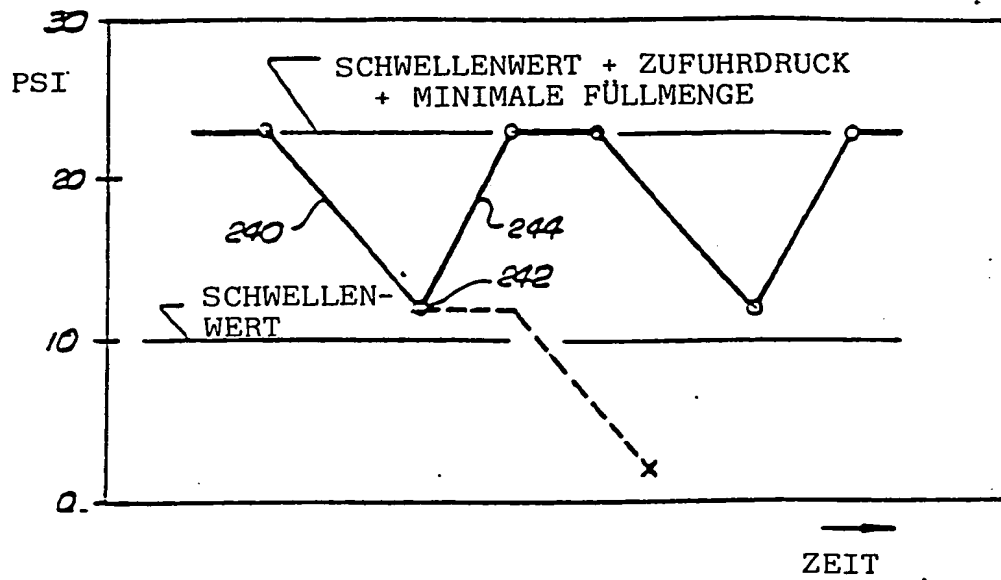 30
PSI
SCHWELLENWERT + ZUFUHRDRUCK
+ MINIMALE FÜLLMENGE
20
240
244
242
SCHWELLEN-
WERT
10
0
ZEIT